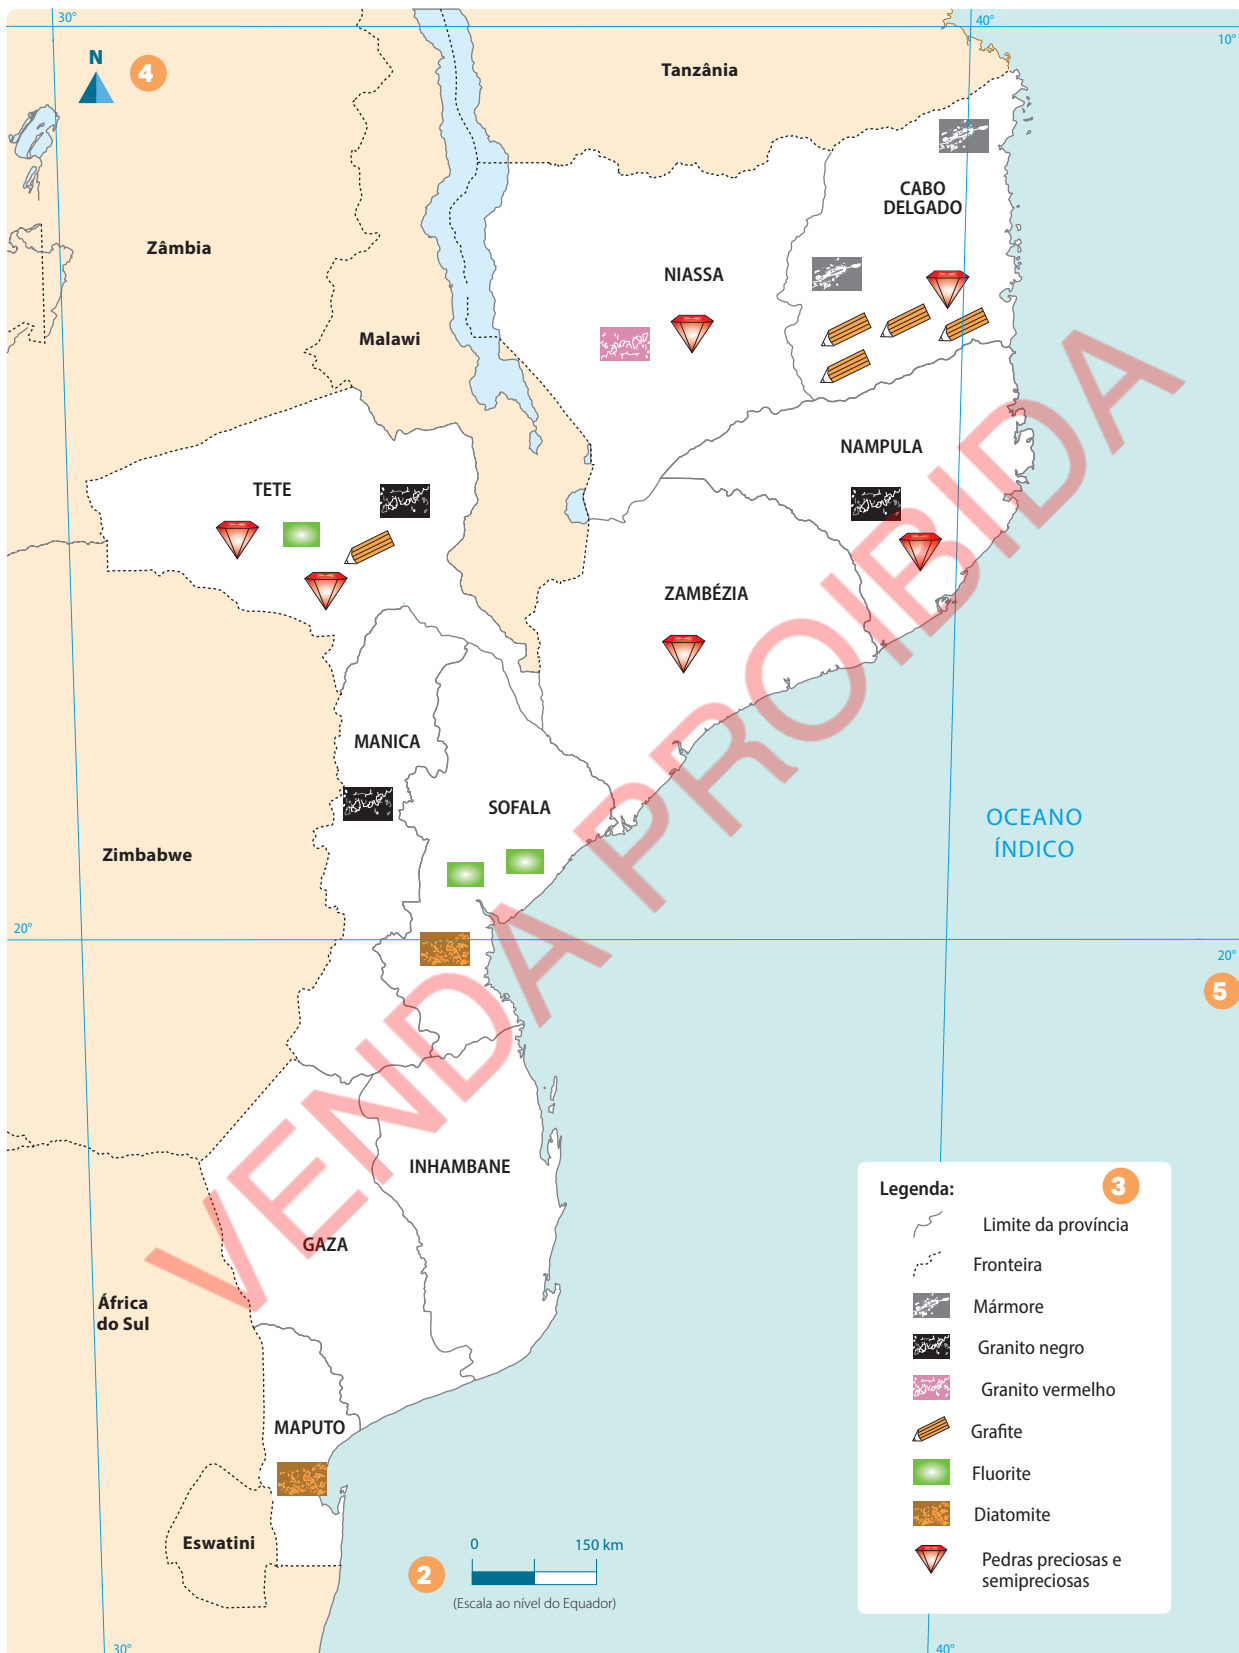 30°
40°
10°
N
4
Tanzânia
CABO
DELGADO
Zâmbia
NIASSA
Malawi
NAMPULA
TETE
ZAMBÉZIA
MANICA
SOFALA
OCEANO
ÍNDICO
Zimbabwe
20°
20°
5
INHAMBANE
GAZA
África
do Sul
MAPUTO
Eswatini
VENDA PROIBIDA
Legenda:
3
Limite da província
Fronteira
Mármore
Granito negro
Granito vermelho
Grafite
Fluorite
Diatomite
Pedras preciosas e
semipreciosas
2
0 150 km
(Escala ao nível do Equador)
30°
40°